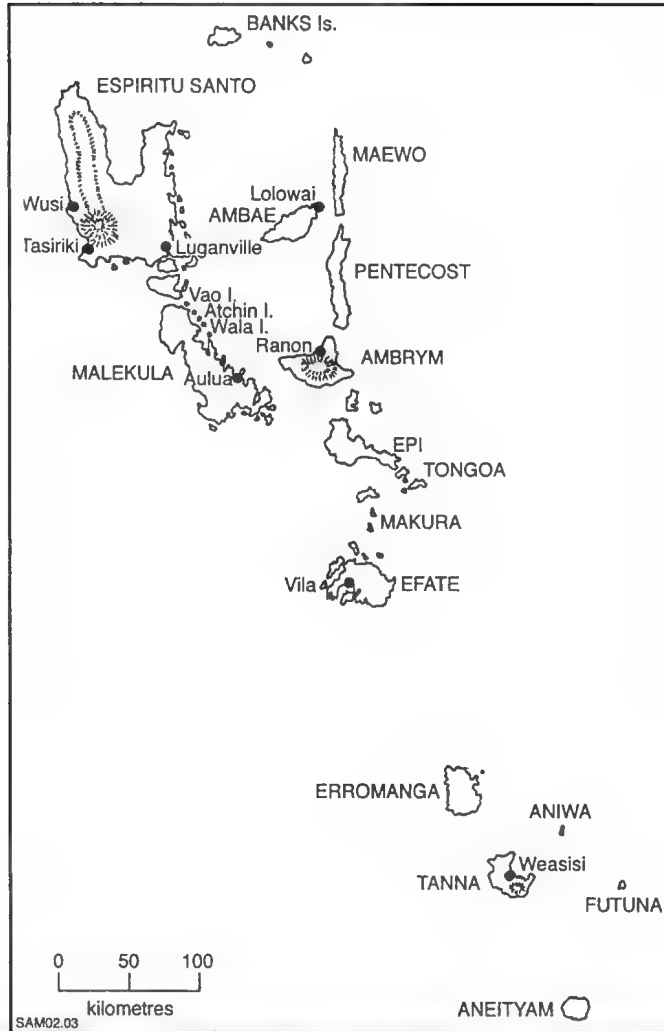 BANKS Is.
ESPIRITU SANTO
MAEWO
Lolowai
Wusi
AMBAE
Tasiriki
Luganville
PENTECOST
Vao I.
Atchin I.
Wala I.
Ranon
AMBRYM
MALEKULA
Aulua
EPI
TONGOA
MAKURA
Vila
EFATE
ERROMANGA
ANIWA
Weasisi
TANNA
FUTUNA
0 50 100
kilometres
ANEITYAM
SAM02.03